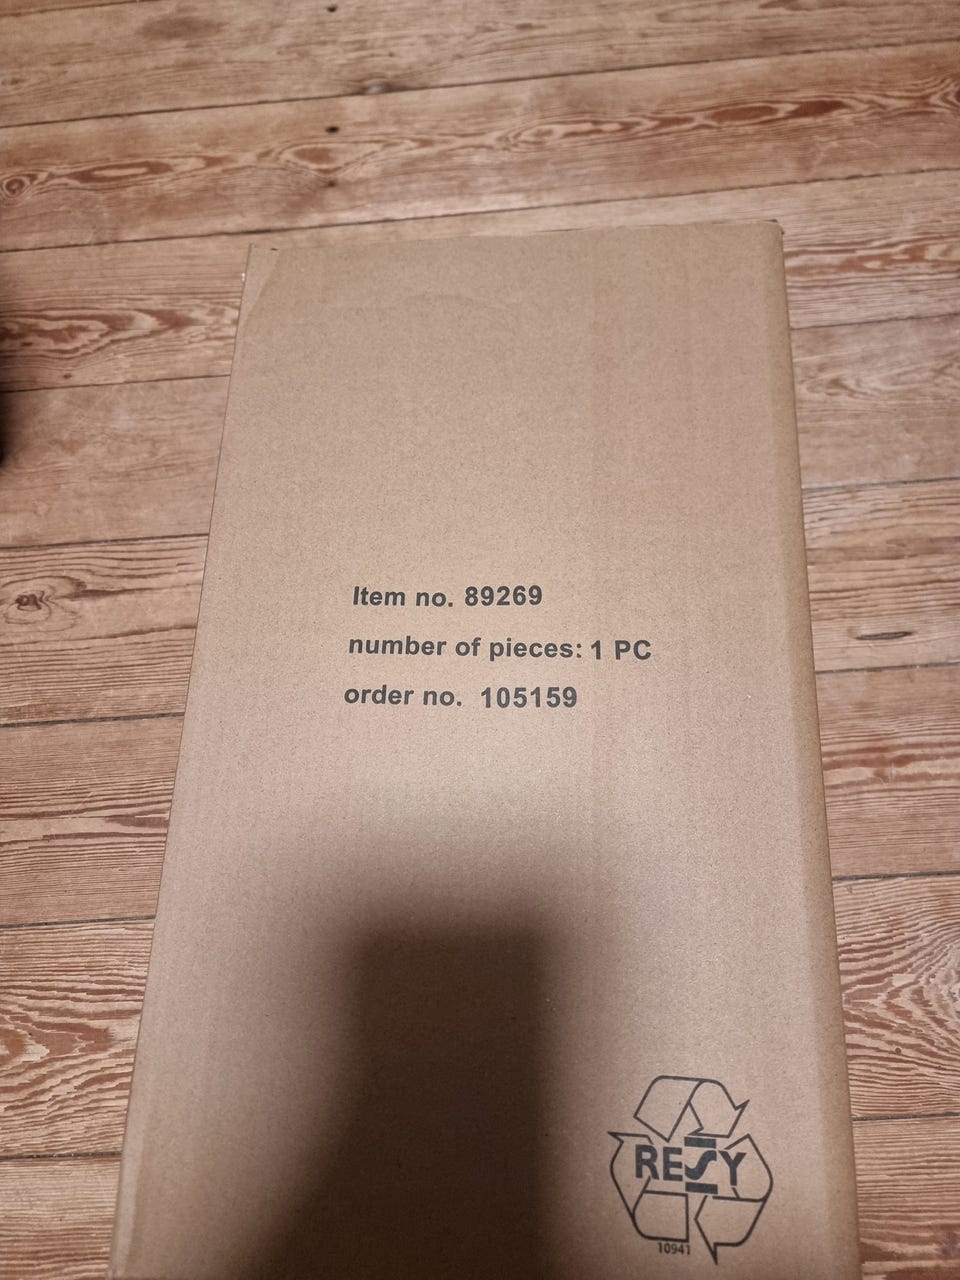 Item no. 89269
number of pieces: 1 PC
order no. 105159
RESY
10941